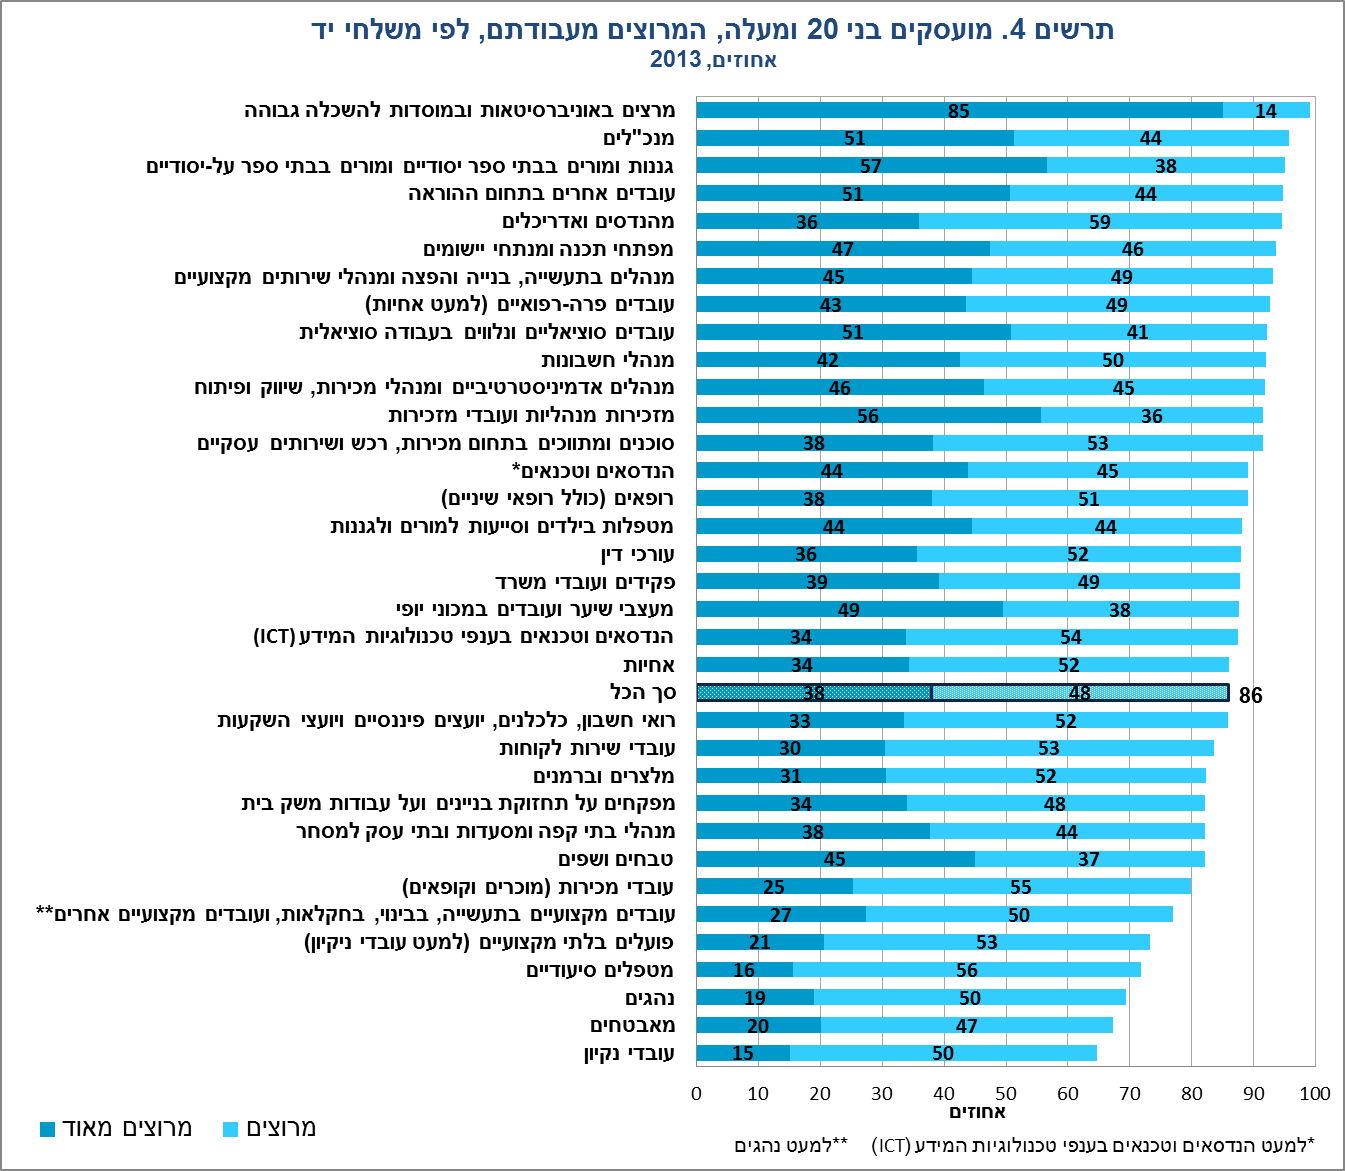 תרשים 4. מועסקים בני 20 ומעלה, המרוצים מעבודתם, לפי משלחי יד
אחוזים, 2013
מרצים באוניברסיטאות ובמוסדות להשכלה גבוהה 85 14
מנכ"לים 51 44
גננות ומורים בבתי ספר יסודיים ומורים בבתי ספר על-יסודיים 57 38
עובדים אחרים בתחום ההוראה 51 44
מהנדסים ואדריכלים 36 59
מפתחי תכנה ומנתחי יישומים 47 46
מנהלים בתעשייה, בנייה והפצה ומנהלי שירותים מקצועיים 45 49
עובדים פרה-רפואיים (למעט אחיות) 43 49
עובדים סוציאליים ונלווים בעבודה סוציאלית 51 41
מנהלי חשבונות 42 50
מנהלים אדמיניסטרטיביים ומנהלי מכירות, שיווק ופיתוח 46 45
מזכירות מנהליות ועובדי מזכירות 56 36
סוכנים ומתווכים בתחום מכירות, רכש ושירותים עסקיים 38 53
הנדסאים וטכנאים* 44 45
רופאים (כולל רופאי שיניים) 38 51
מטפלות בילדים וסייעות למורים ולגננות 44 44
עורכי דין 36 52
פקידים ועובדי משרד 39 49
מעצבי שיער ועובדים במכוני יופי 49 38
הנדסאים וטכנאים בענפי טכנולוגיות המידע (ICT) 34 54
אחיות 34 52
סך הכל 38 48 86
רואי חשבון, כלכלנים, יועצים פיננסיים ויועצי השקעות 33 52
עובדי שירות לקוחות 30 53
מלצרים וברמנים 31 52
מפקחים על תחזוקת בניינים ועל עבודות משק בית 34 48
מנהלי בתי קפה ומסעדות ובתי עסק למסחר 38 44
טבחים ושפים 45 37
עובדי מכירות (מוכרים וקופאים) 25 55
עובדים מקצועיים בתעשייה, בבינוי, בחקלאות, ועובדים מקצועיים אחרים** 27 50
פועלים בלתי מקצועיים (למעט עובדי ניקיון) 21 53
מטפלים סיעודיים 16 56
נהגים 19 50
מאבטחים 20 47
עובדי נקיון 15 50
0 10 20 30 40 50 60 70 80 90 100
אחוזים
מרוצים מרוצים מאוד
*למעט הנדסאים וטכנאים בענפי טכנולוגיות המידע (ICT) **למעט נהגים